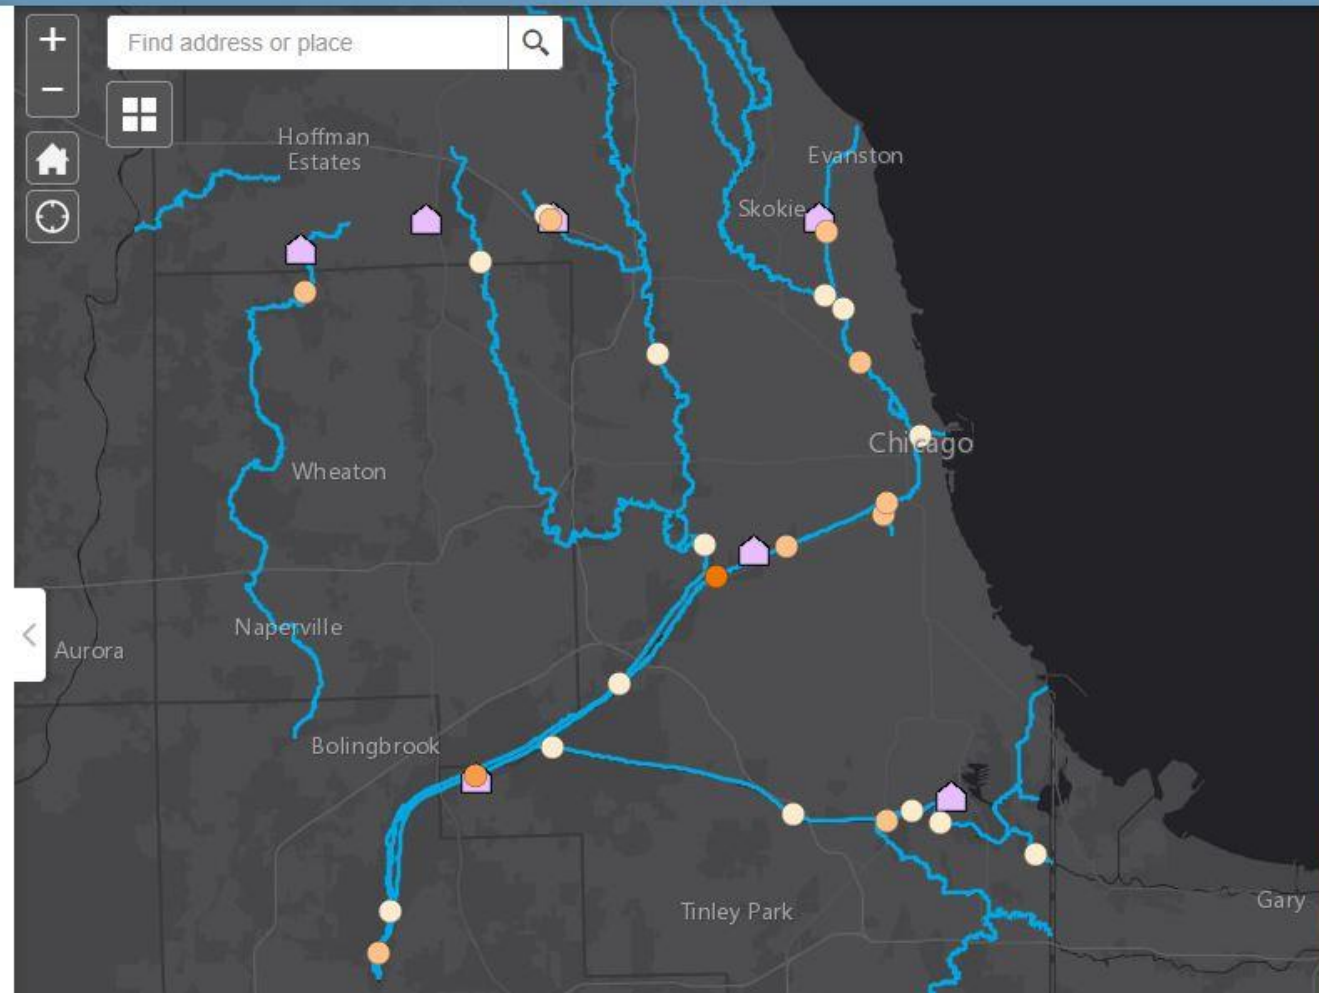 Find address or place
Hoffman
Estates
Evanston
Skokie
Chicago
Wheaton
Naperville
Aurora
Bolingbrook
Tinley Park
Gary